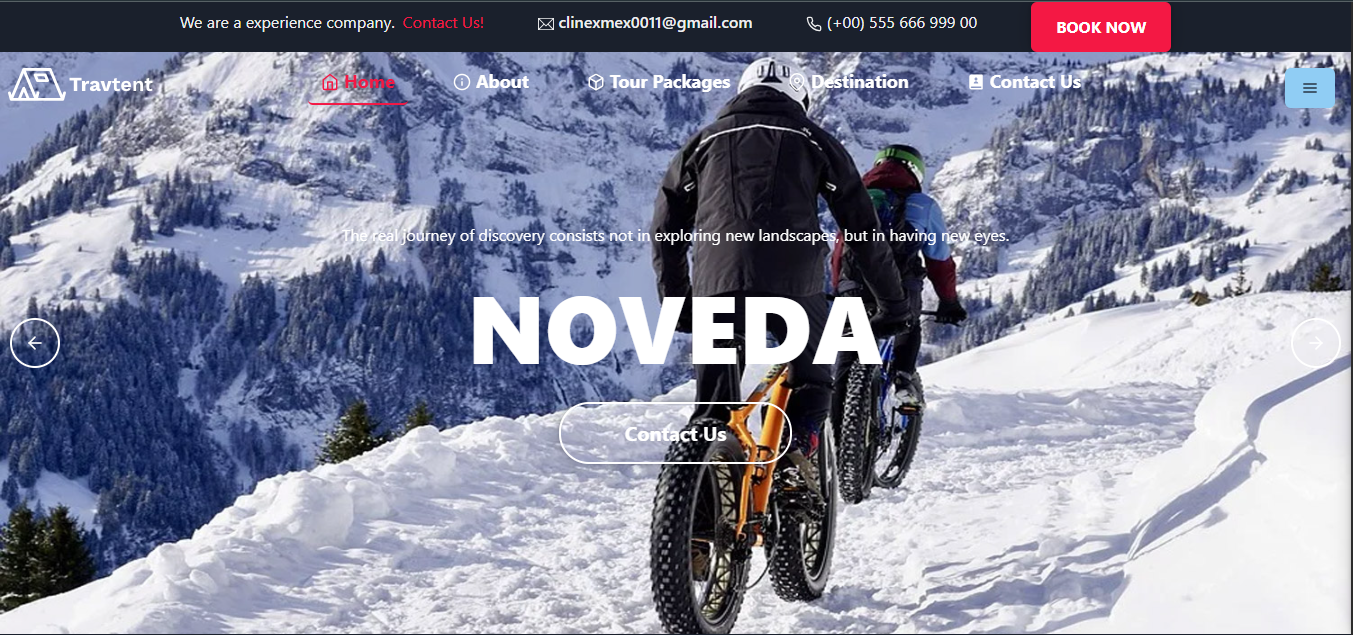 We are a experience company. Contact Us! clinexmex0011@gmail.com (+00) 555 666 999 00 BOOK NOW
Travtent Home About Tour Packages Destination Contact Us
The real journey of discovery consists not in exploring new landscapes, but in having new eyes.
NOVEDA
Contact Us